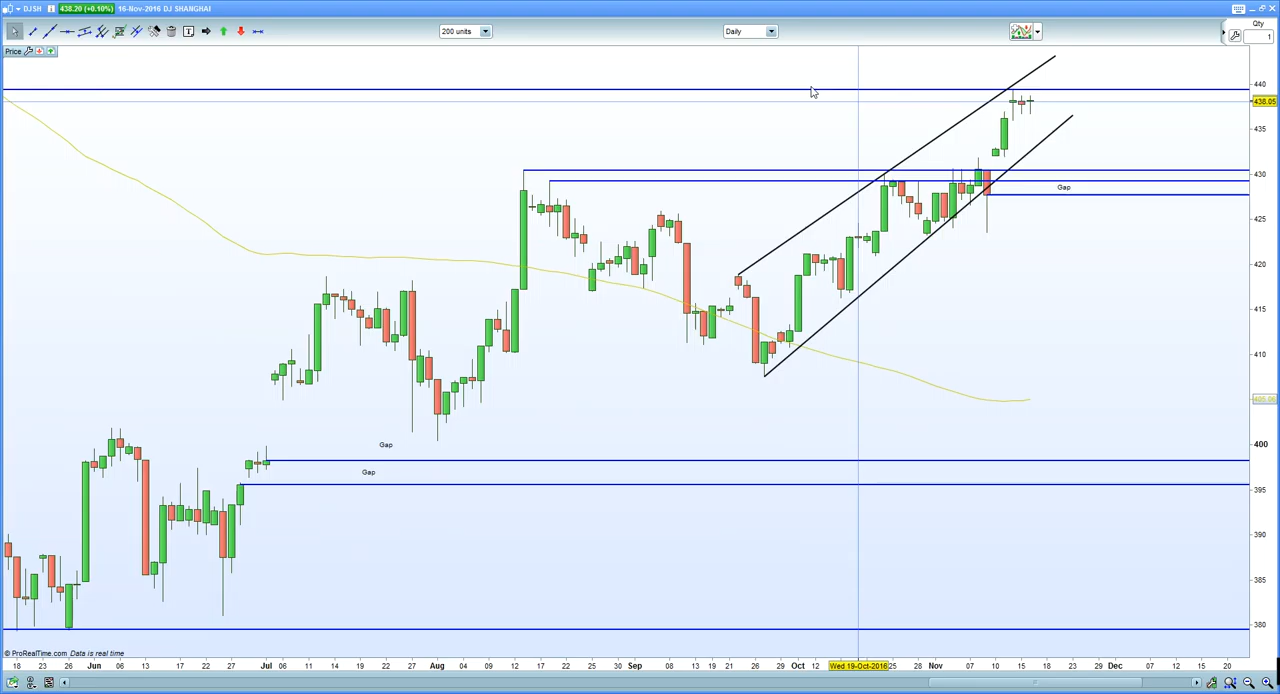 DJSH 438.20 (+0.10%) 16-Nov-2016 DJ SHANGHAI
200 units
Daily
Qty
1
Price
440
438.05
435
430
Gap
425
420
415
410
Gap
400
Gap
395
390
385
380
© ProRealTime.com Data is real time
18 23 26 Jun 06 13 17 22 27 Jul 06 11 14 19 22 27 Aug 04 09 12 17 22 25 30 Sep 08 13 19 21 26 29 Oct 12 17 Wed 19-Oct-2016 25 28 Nov 07 10 15 18 23 29 Dec 07 12 15 20